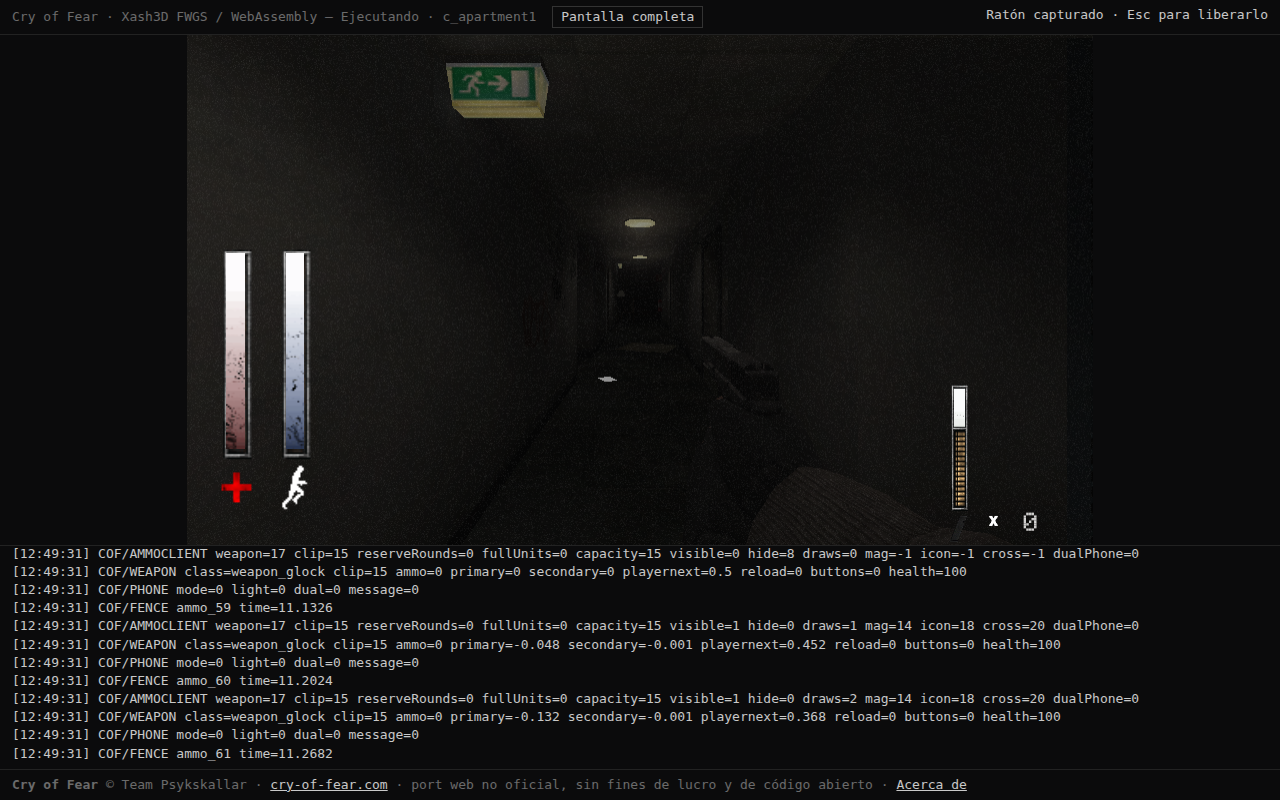 Cry of Fear · Xash3D FWGS / WebAssembly — Ejecutando · c_apartment1
Pantalla completa
Ratón capturado · Esc para liberarlo
x 0
[12:49:31] COF/AMMOCLIENT weapon=17 clip=15 reserveRounds=0 fullUnits=0 capacity=15 visible=0 hide=8 draws=0 mag=-1 icon=-1 cross=-1 dualPhone=0
[12:49:31] COF/WEAPON class=weapon_glock clip=15 ammo=0 primary=0 secondary=0 playernext=0.5 reload=0 buttons=0 health=100
[12:49:31] COF/PHONE mode=0 light=0 dual=0 message=0
[12:49:31] COF/FENCE ammo_59 time=11.1326
[12:49:31] COF/AMMOCLIENT weapon=17 clip=15 reserveRounds=0 fullUnits=0 capacity=15 visible=1 hide=0 draws=1 mag=14 icon=18 cross=20 dualPhone=0
[12:49:31] COF/WEAPON class=weapon_glock clip=15 ammo=0 primary=-0.048 secondary=-0.001 playernext=0.452 reload=0 buttons=0 health=100
[12:49:31] COF/PHONE mode=0 light=0 dual=0 message=0
[12:49:31] COF/FENCE ammo_60 time=11.2024
[12:49:31] COF/AMMOCLIENT weapon=17 clip=15 reserveRounds=0 fullUnits=0 capacity=15 visible=1 hide=0 draws=2 mag=14 icon=18 cross=20 dualPhone=0
[12:49:31] COF/WEAPON class=weapon_glock clip=15 ammo=0 primary=-0.132 secondary=-0.001 playernext=0.368 reload=0 buttons=0 health=100
[12:49:31] COF/PHONE mode=0 light=0 dual=0 message=0
[12:49:31] COF/FENCE ammo_61 time=11.2682
Cry of Fear © Team Psykskallar · cry-of-fear.com · port web no oficial, sin fines de lucro y de código abierto · Acerca de